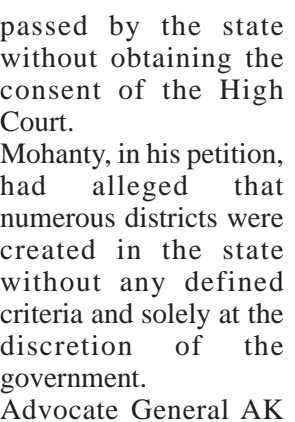 passed by the state
without obtaining the
consent of the High
Court.
Mohanty, in his petition,
had alleged that
numerous districts were
created in the state
without any defined
criteria and solely at the
discretion of the
government.
Advocate General AK